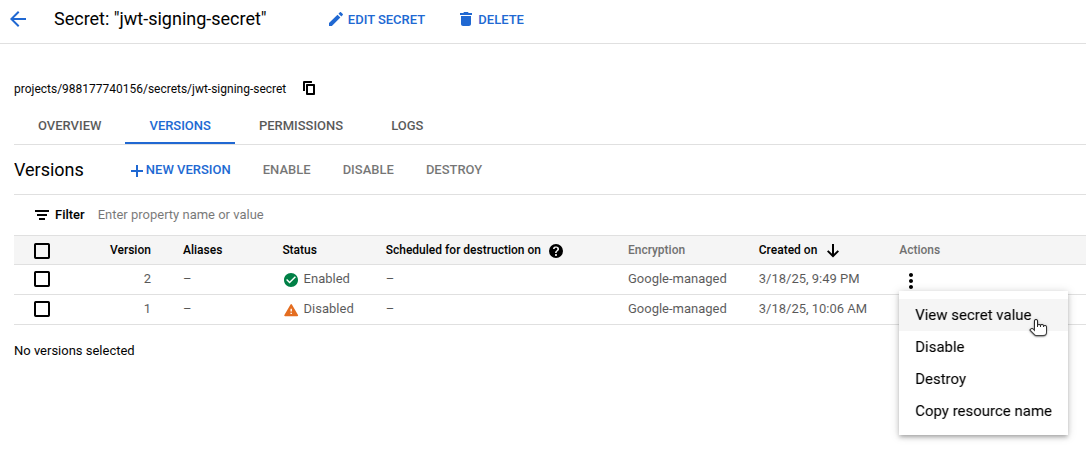 Secret: "jwt-signing-secret" EDIT SECRET DELETE
projects/988177740156/secrets/jwt-signing-secret
OVERVIEW VERSIONS PERMISSIONS LOGS
Versions + NEW VERSION ENABLE DISABLE DESTROY
Filter Enter property name or value
Version Aliases Status Scheduled for destruction on ? Encryption Created on Actions
2 – Enabled – Google-managed 3/18/25, 9:49 PM
1 – Disabled – Google-managed 3/18/25, 10:06 AM
No versions selected
View secret value
Disable
Destroy
Copy resource name